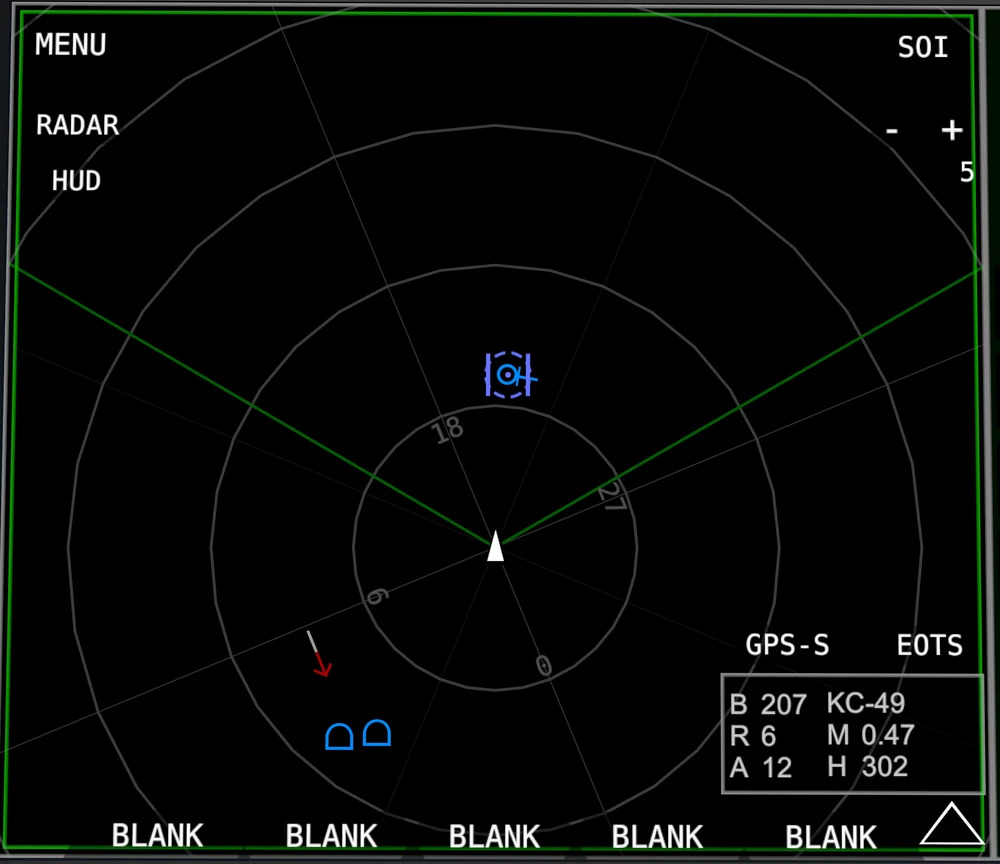 MENU
SOI
RADAR
- +
HUD
5
18
27
6
0
GPS-S EOTS
B 207 KC-49
R 6 M 0.47
A 12 H 302
BLANK BLANK BLANK BLANK BLANK